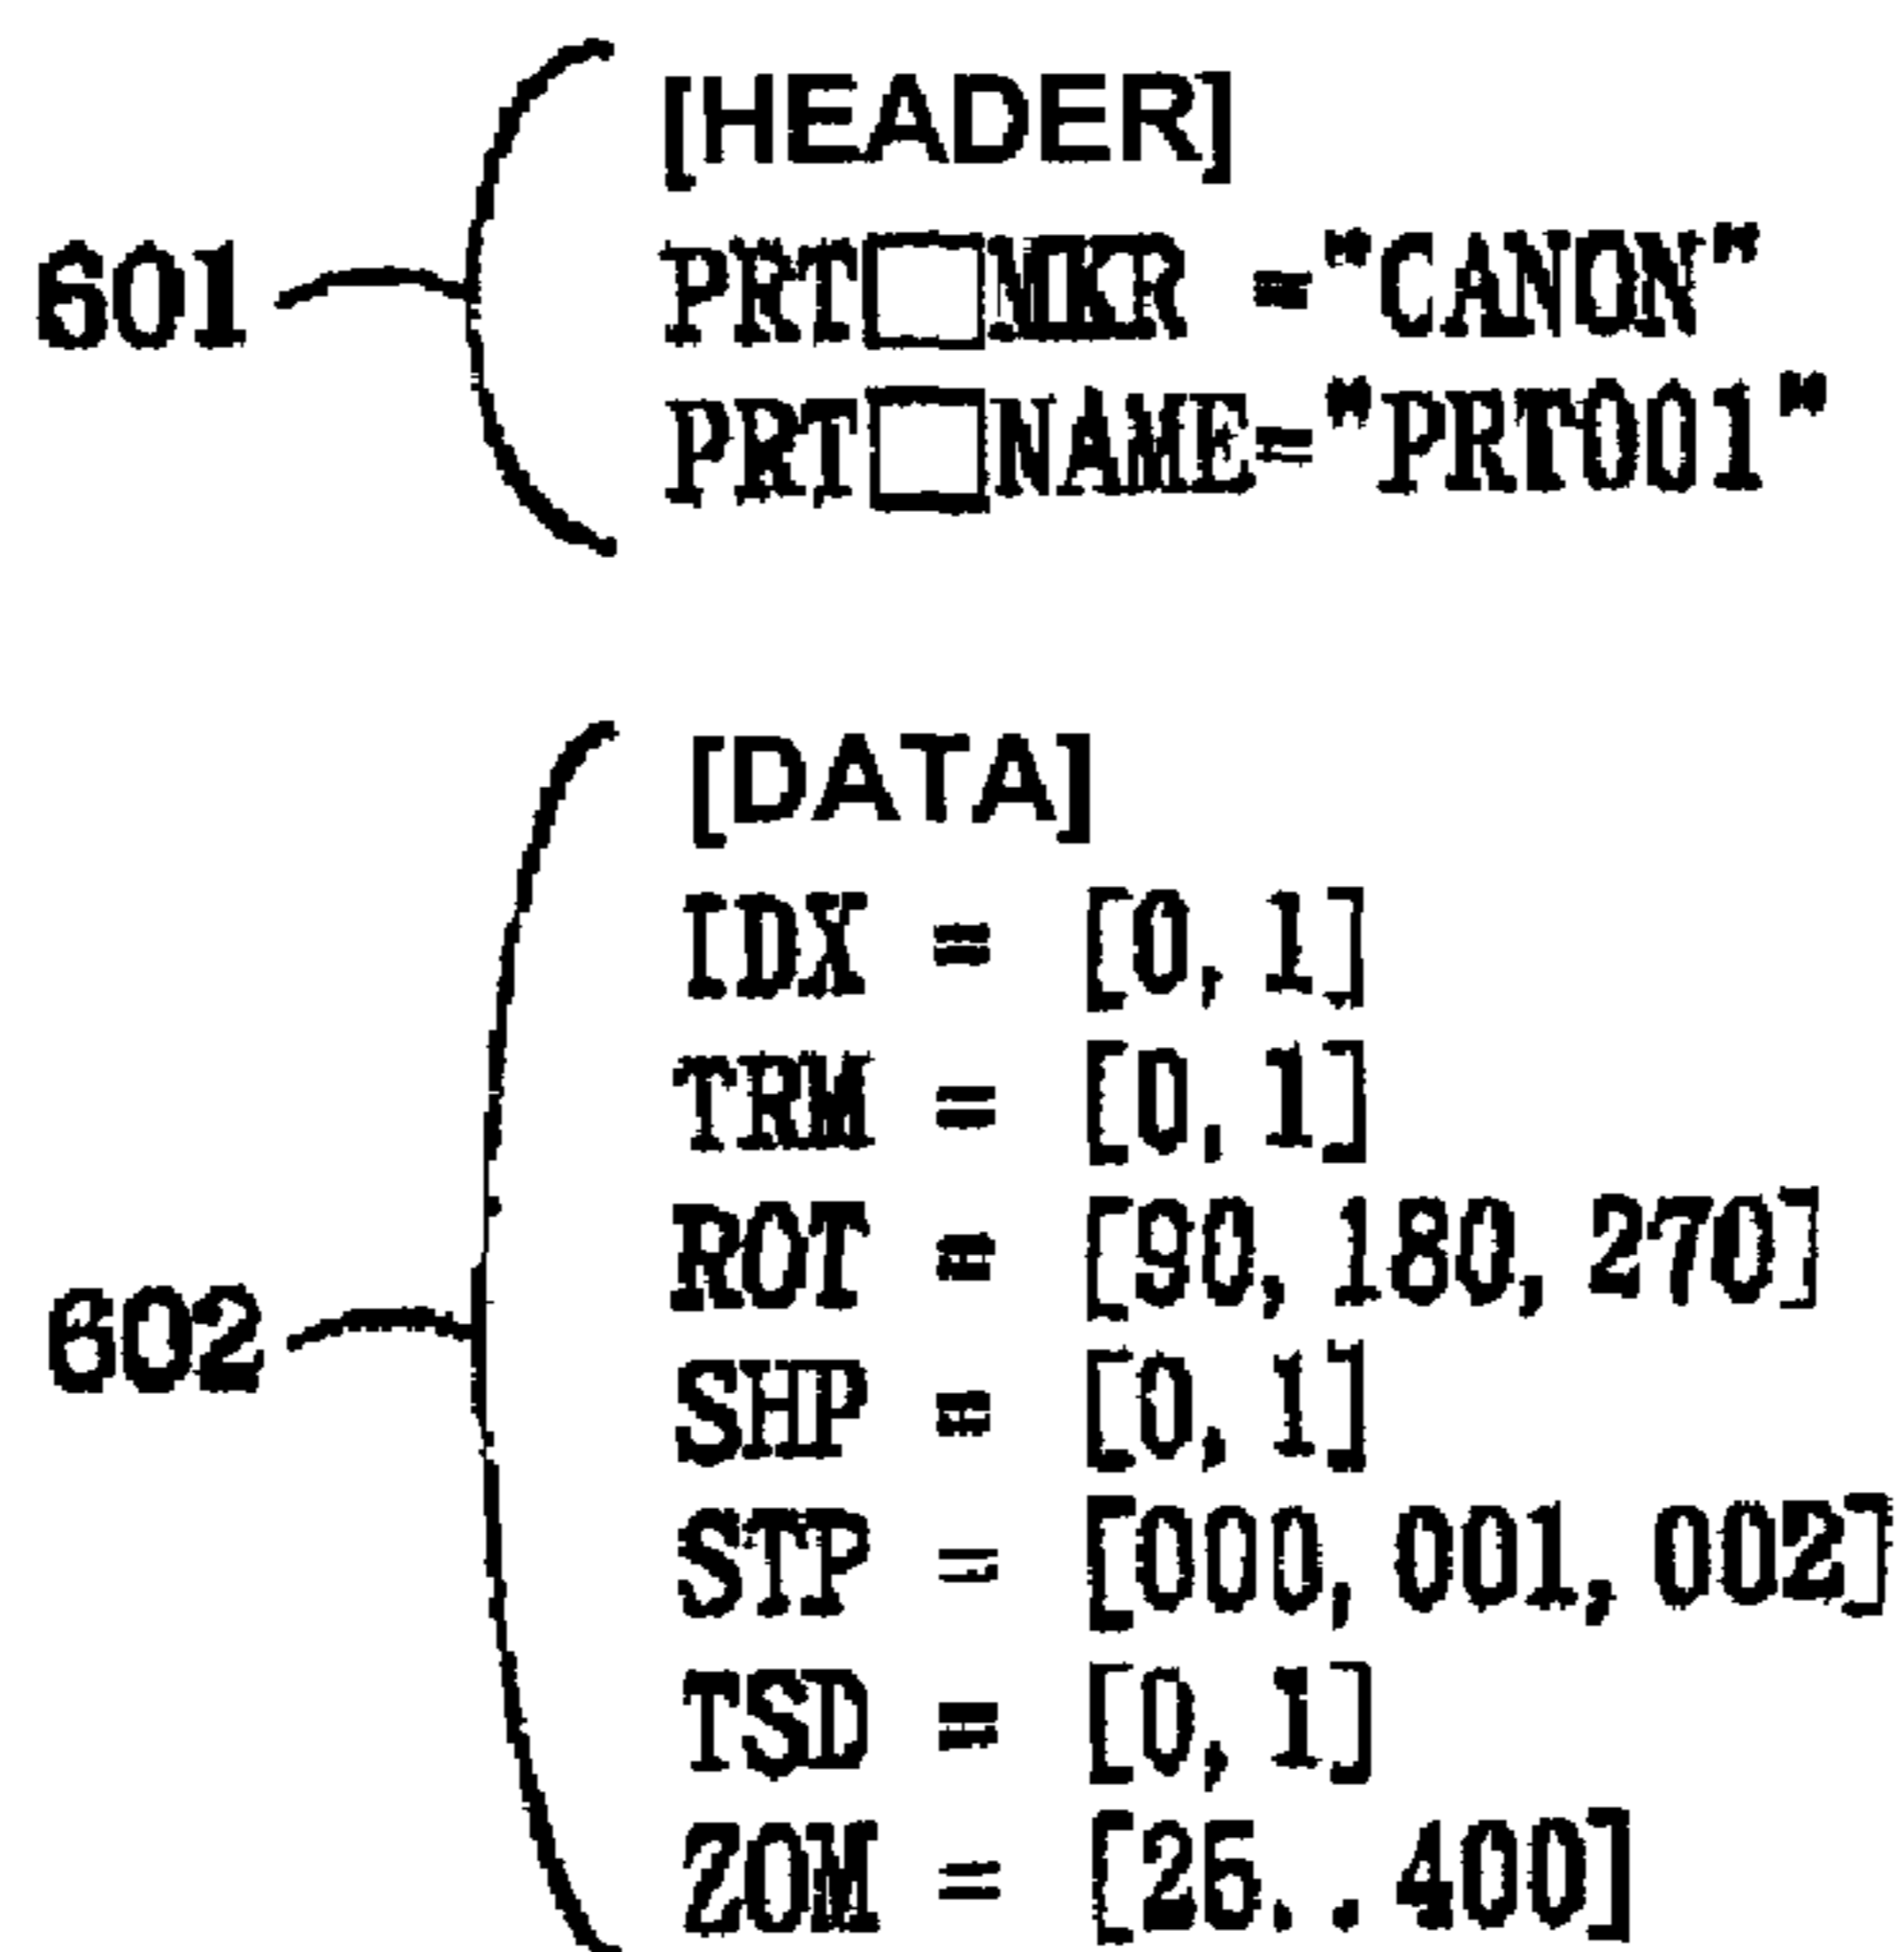 [HEADER]
601
PRT□MKR ="CANON"
PRT□NAME="PRT001"
[DATA]
IDX = [0, 1]
TRM = [0, 1]
ROT = [90, 180, 270]
602
SHP = [0, 1]
STP = [000, 001, 002]
TSD = [0, 1]
ZOM = [25..400]